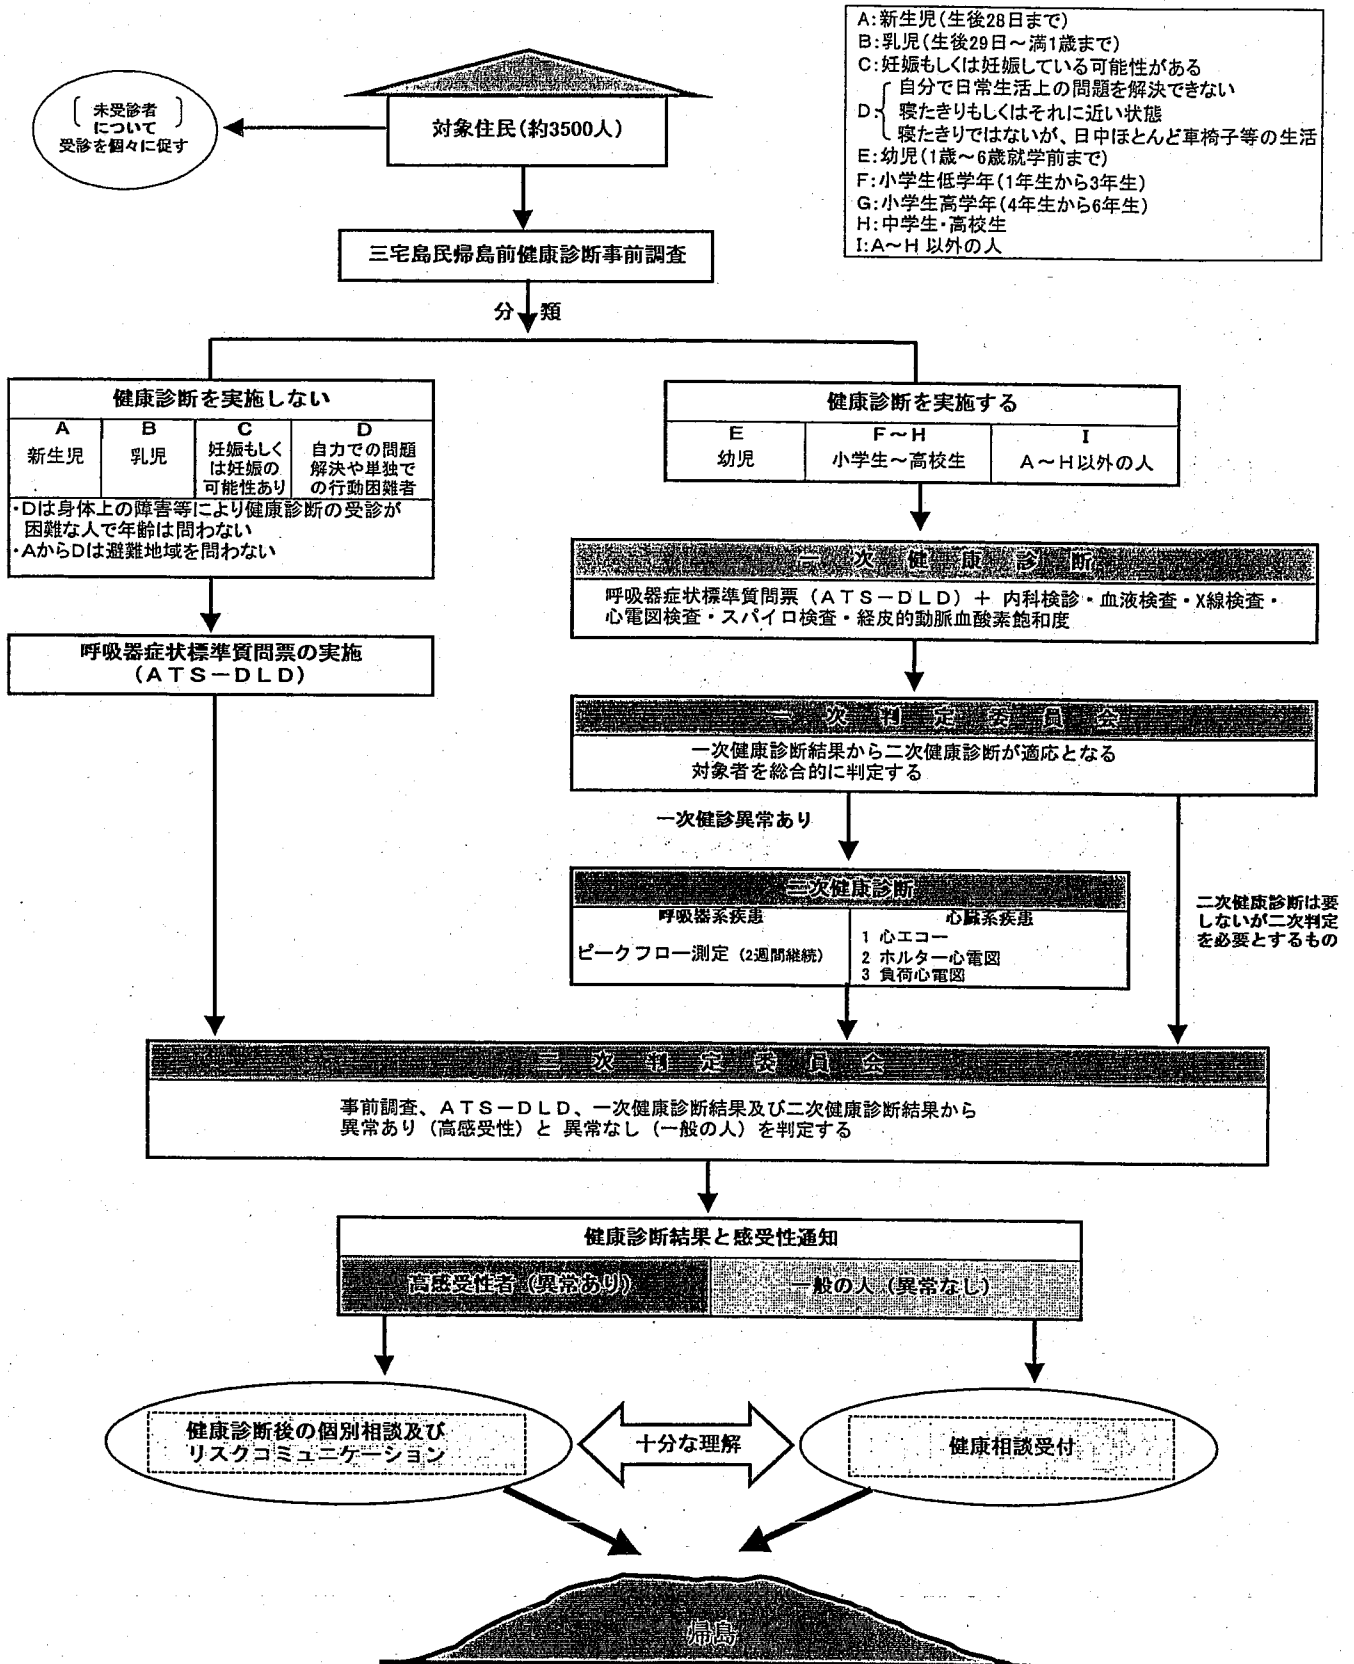 A:新生児(生後28日まで)
B:乳児(生後29日～満1歳まで)
C:妊娠もしくは妊娠している可能性がある
自分で日常生活上の問題を解決できない
D:寝たきりもしくはそれに近い状態
寝たきりではないが、日中ほとんど車椅子等の生活
E:幼児(1歳～6歳就学前まで)
F:小学生低学年(1年生から3年生)
G:小学生高学年(4年生から6年生)
H:中学生・高校生
I:A～H 以外の人
未受診者
について
受診を個々に促す
対象住民(約3500人)
三宅島民帰島前健康診断事前調査
分類
健康診断を実施しない
A
新生児
B
乳児
C
妊娠もしく
は妊娠の
可能性あり
D
自力での問題
解決や単独で
の行動困難者
・Dは身体上の障害等により健康診断の受診が
困難な人で年齢は問わない
・AからDは避難地域を問わない
呼吸器症状標準質問票の実施
(ATS－DLD)
健康診断を実施する
E
幼児
F～H
小学生～高校生
I
A～H以外の人
一次健康診断
呼吸器症状標準質問票(ATS－DLD)＋ 内科検診・血液検査・X線検査・
心電図検査・スパイロ検査・経皮的動脈血酸素飽和度
一次判定委員会
一次健康診断結果から二次健康診断が適応となる
対象者を総合的に判定する
一次健診異常あり
二次健康診断
呼吸器系疾患
ピークフロー測定(2週間継続)
心臓系疾患
1 心エコー
2 ホルター心電図
3 負荷心電図
二次健康診断は要
しないが二次判定
を必要とするもの
二次判定委員会
事前調査、ATS－DLD、一次健康診断結果及び二次健康診断結果から
異常あり(高感受性)と 異常なし(一般の人)を判定する
健康診断結果と感受性通知
高感受性者(異常あり)
一般の人(異常なし)
健康診断後の個別相談及び
リスクコミュニケーション
十分な理解
健康相談受付
帰島